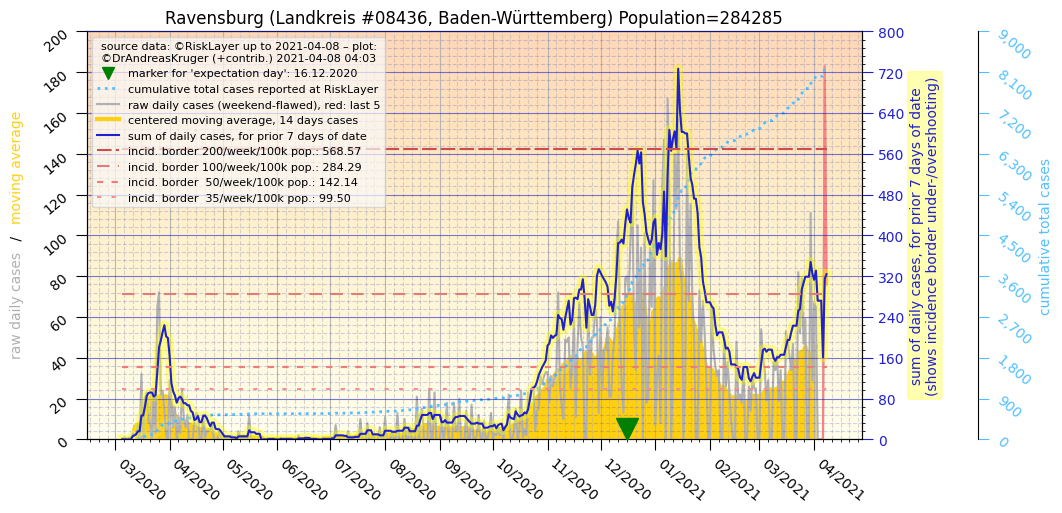 Ravensburg (Landkreis #08436, Baden-Württemberg) Population=284285
source data: ©RiskLayer up to 2021-04-08 – plot:
©DrAndreasKruger (+contrib.) 2021-04-08 04:03
marker for 'expectation day': 16.12.2020
cumulative total cases reported at RiskLayer
raw daily cases (weekend-flawed), red: last 5
centered moving average, 14 days cases
sum of daily cases, for prior 7 days of date
incid. border 200/week/100k pop.: 568.57
incid. border 100/week/100k pop.: 284.29
incid. border  50/week/100k pop.: 142.14
incid. border  35/week/100k pop.: 99.50
raw daily cases / moving average
200
180
160
140
120
100
80
60
40
20
0
03/2020
04/2020
05/2020
06/2020
07/2020
08/2020
09/2020
10/2020
11/2020
12/2020
01/2021
02/2021
03/2021
04/2021
800
720
640
560
480
400
320
240
160
80
0
sum of daily cases, for prior 7 days of date
(shows incidence border under-/overshooting)
9,000
8,100
7,200
6,300
5,400
4,500
3,600
2,700
1,800
900
0
cumulative total cases